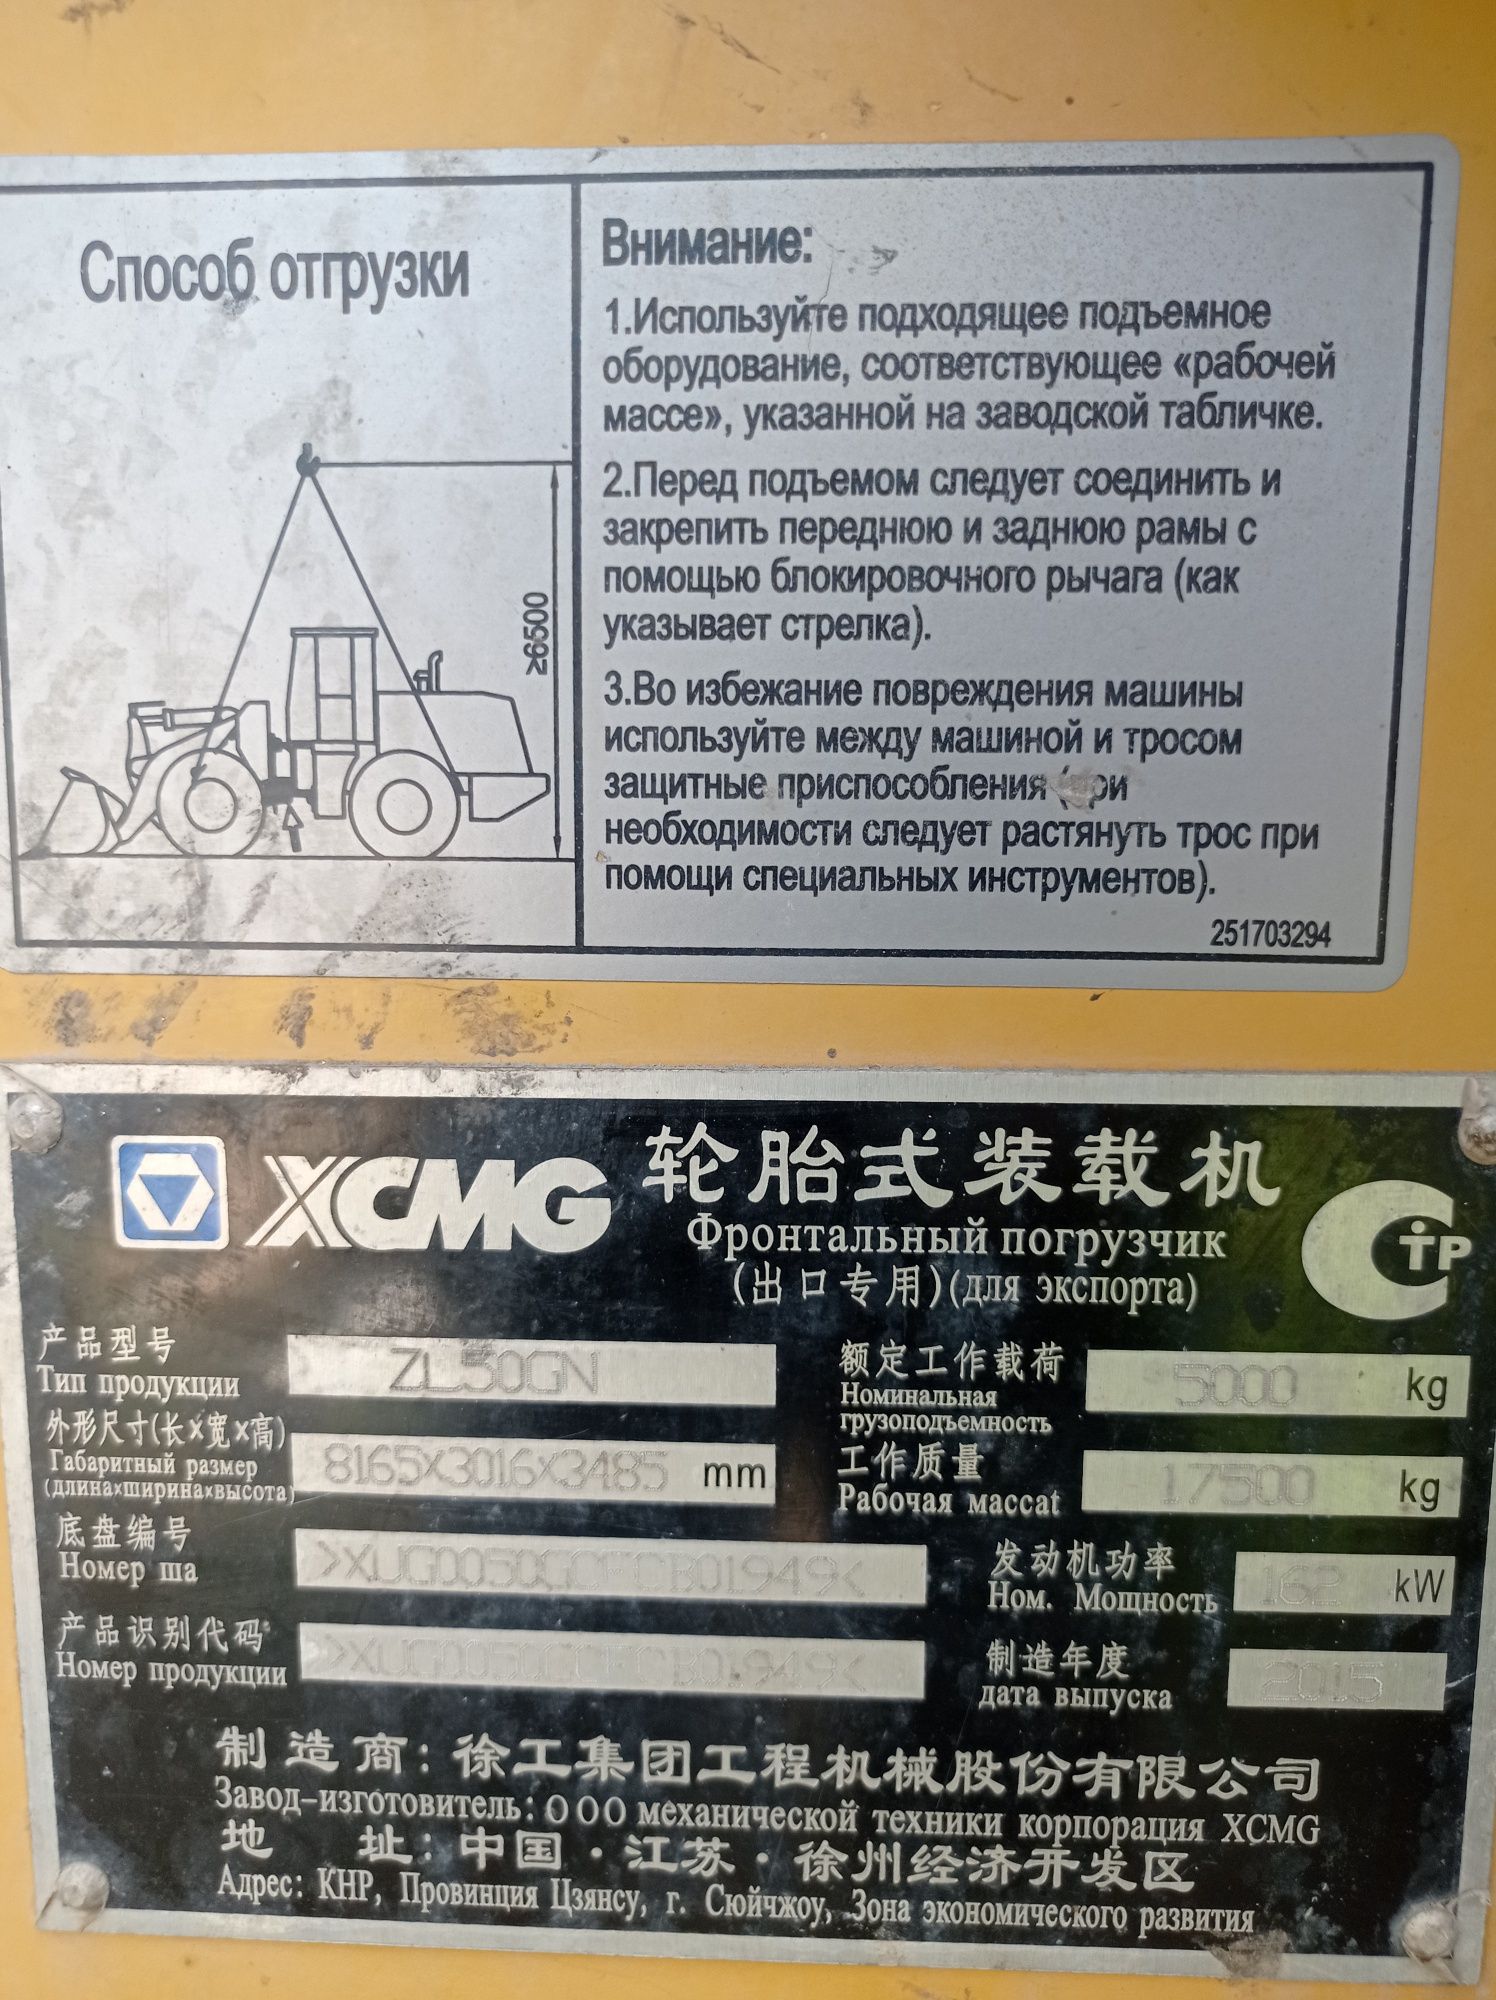 Способ отгрузки
≥6500
Внимание:
1.Используйте подходящее подъемное
оборудование, соответствующее «рабочей
массе», указанной на заводской табличке.
2.Перед подъемом следует соединить и
закрепить переднюю и заднюю рамы с
помощью блокировочного рычага (как
указывает стрелка).
3.Во избежание повреждения машины
используйте между машиной и тросом
защитные приспособления
необходимости следует растянуть трос при
помощи специальных инструментов).
251703294
XCMG 轮胎式装载机
Фронтальный погрузчик
(出口专用)(для экспорта)
СТР
产品型号
Тип продукции
ZL50GN
额定工作载荷
Номинальная
грузоподъемность
5000 kg
外形尺寸(长×宽×高)
Габаритный размер
(длина×ширина×высота)
8165×3016×3485 mm
工作质量
Рабочая массat
17500 kg
底盘编号
Номер ша
发动机功率
Ном. Мощность
162 kW
产品识别代码
Номер продукции
制造年度
дата выпуска
2015
制造商:徐工集团工程机械股份有限公司
Завод-изготовитель: ООО механической техники корпорация XCMG
地 址:中国·江苏·徐州经济开发区
Адрес: КНР, Провинция Цзянсу, г. Сюйчжоу, Зона экономического развития